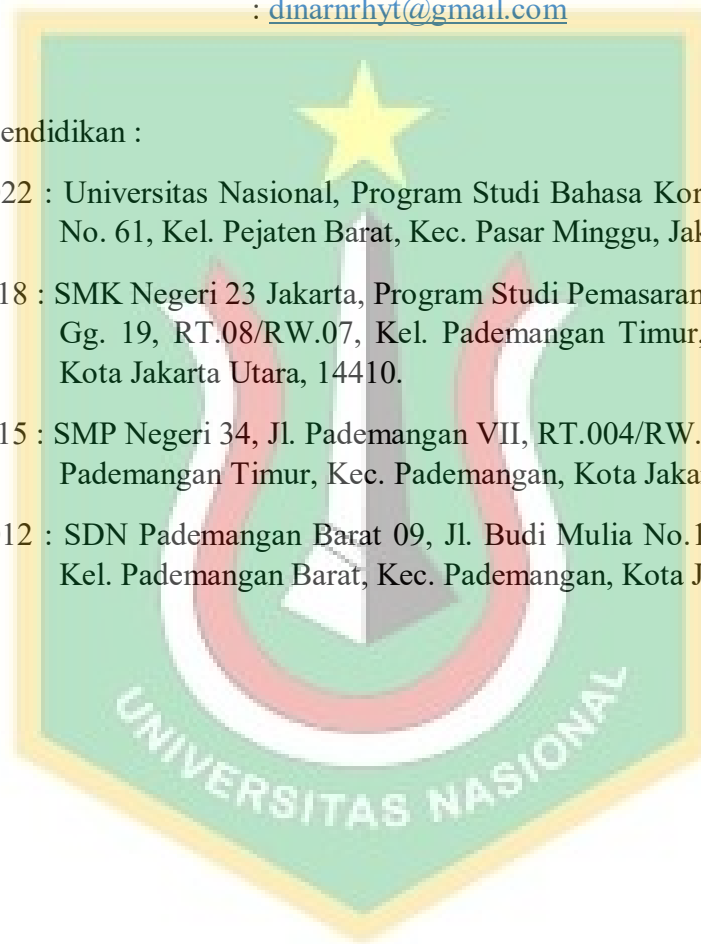 : dinarnrhyt@gmail.com
endidikan :
22 : Universitas Nasional, Program Studi Bahasa Kor
No. 61, Kel. Pejaten Barat, Kec. Pasar Minggu, Jak
18 : SMK Negeri 23 Jakarta, Program Studi Pemasaran
Gg. 19, RT.08/RW.07, Kel. Pademangan Timur,
Kota Jakarta Utara, 14410.
15 : SMP Negeri 34, Jl. Pademangan VII, RT.004/RW.
Pademangan Timur, Kec. Pademangan, Kota Jaka
12 : SDN Pademangan Barat 09, Jl. Budi Mulia No.1
Kel. Pademangan Barat, Kec. Pademangan, Kota J
UNIVERSITAS NASIONAL